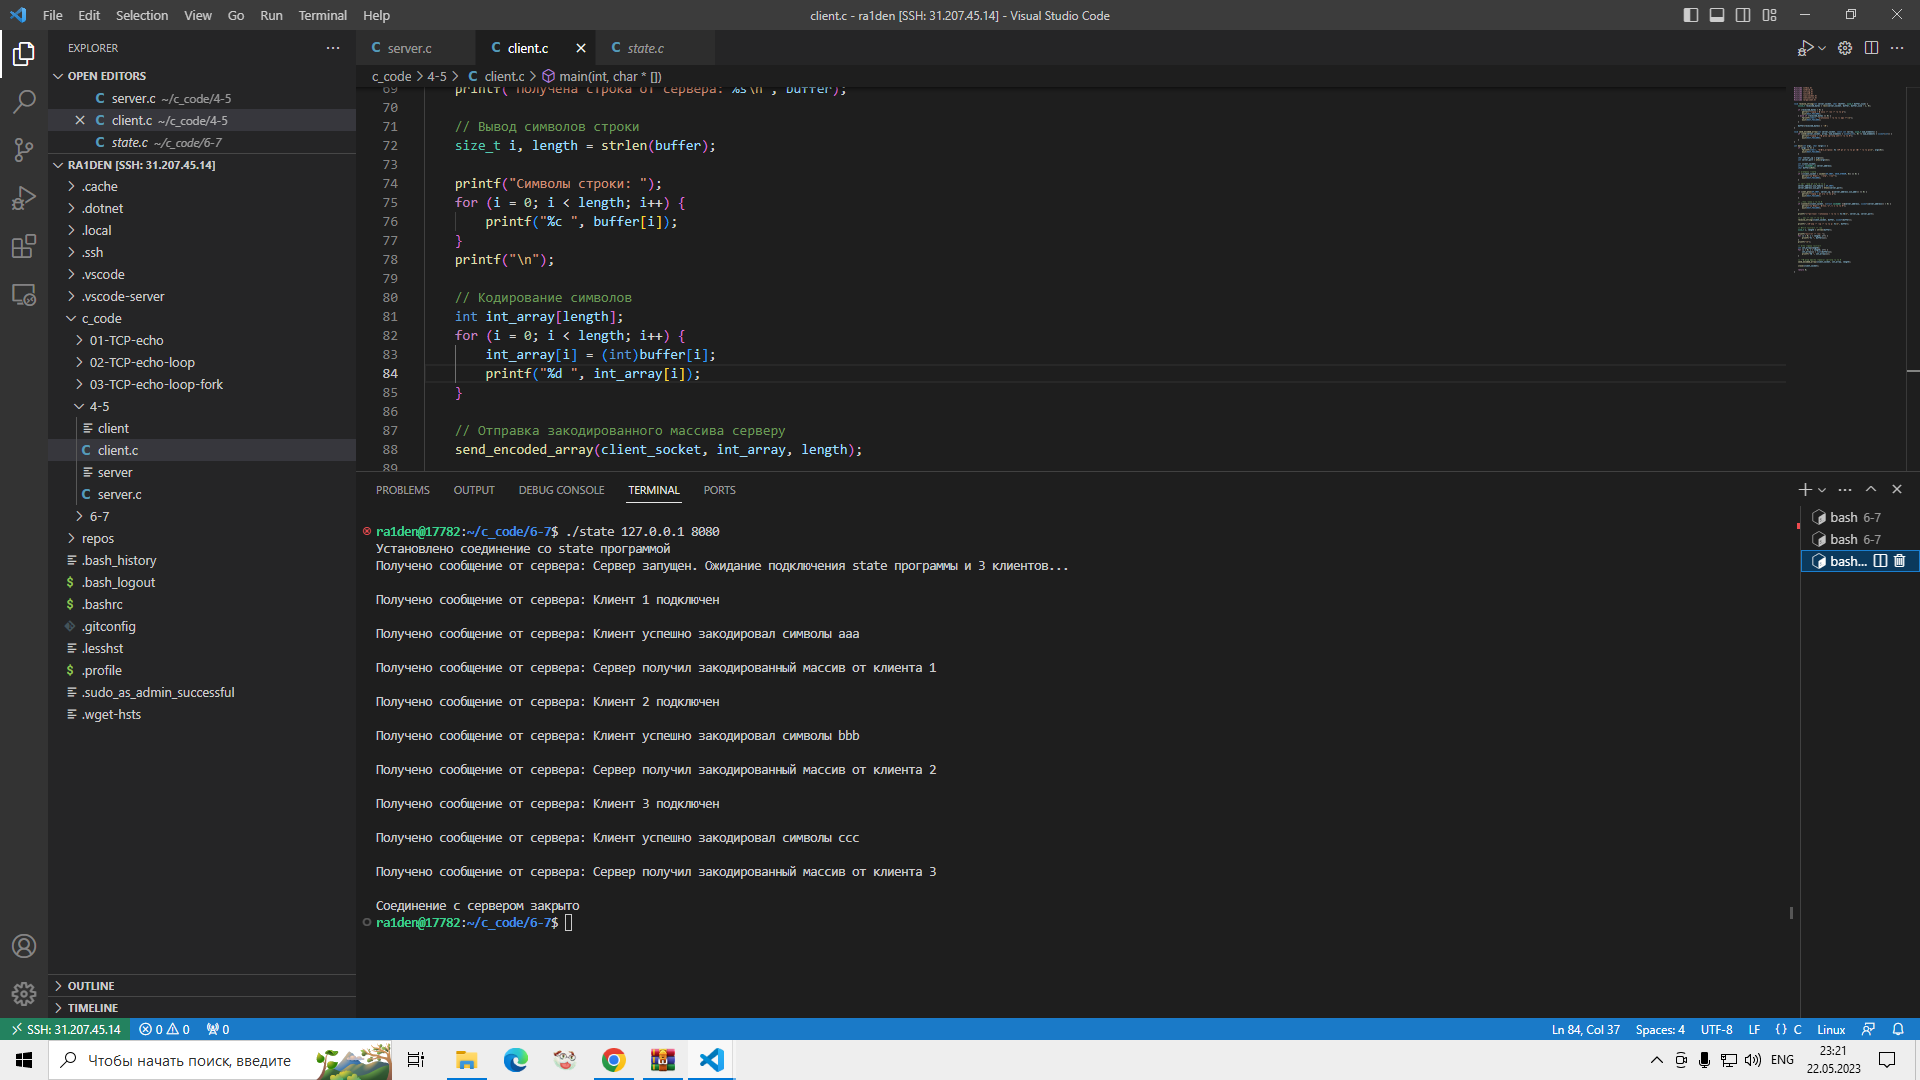 File Edit Selection View Go Run Terminal Help
client.c - ra1den [SSH: 31.207.45.14] - Visual Studio Code
EXPLORER
OPEN EDITORS
server.c ~/c_code/4-5
client.c ~/c_code/4-5
state.c ~/c_code/6-7
RA1DEN [SSH: 31.207.45.14]
.cache
.dotnet
.local
.ssh
.vscode
.vscode-server
c_code
01-TCP-echo
02-TCP-echo-loop
03-TCP-echo-loop-fork
4-5
client
client.c
server
server.c
6-7
repos
.bash_history
.bash_logout
.bashrc
.gitconfig
.lesshst
.profile
.sudo_as_admin_successful
.wget-hsts
OUTLINE
TIMELINE
server.c client.c state.c
c_code > 4-5 > client.c > main(int, char * [])
69 printf("Получена строка от сервера: %s\n", buffer);
70
71 // Вывод символов строки
72 size_t i, length = strlen(buffer);
73
74 printf("Символы строки: ");
75 for (i = 0; i < length; i++) {
76 printf("%c ", buffer[i]);
77 }
78 printf("\n");
79
80 // Кодирование символов
81 int int_array[length];
82 for (i = 0; i < length; i++) {
83 int_array[i] = (int)buffer[i];
84 printf("%d ", int_array[i]);
85 }
86
87 // Отправка закодированного массива серверу
88 send_encoded_array(client_socket, int_array, length);
89
PROBLEMS OUTPUT DEBUG CONSOLE TERMINAL PORTS
ra1den@17782:~/c_code/6-7$ ./state 127.0.0.1 8080
Установлено соединение со state программой
Получено сообщение от сервера: Сервер запущен. Ожидание подключения state программы и 3 клиентов...
Получено сообщение от сервера: Клиент 1 подключен
Получено сообщение от сервера: Клиент успешно закодировал символы aaa
Получено сообщение от сервера: Сервер получил закодированный массив от клиента 1
Получено сообщение от сервера: Клиент 2 подключен
Получено сообщение от сервера: Клиент успешно закодировал символы bbb
Получено сообщение от сервера: Сервер получил закодированный массив от клиента 2
Получено сообщение от сервера: Клиент 3 подключен
Получено сообщение от сервера: Клиент успешно закодировал символы ccc
Получено сообщение от сервера: Сервер получил закодированный массив от клиента 3
Соединение с сервером закрыто
ra1den@17782:~/c_code/6-7$
bash 6-7
bash 6-7
bash...
SSH: 31.207.45.14 0 0 0
Ln 84, Col 37 Spaces: 4 UTF-8 LF {} C Linux
Чтобы начать поиск, введите
ENG
23:21
22.05.2023